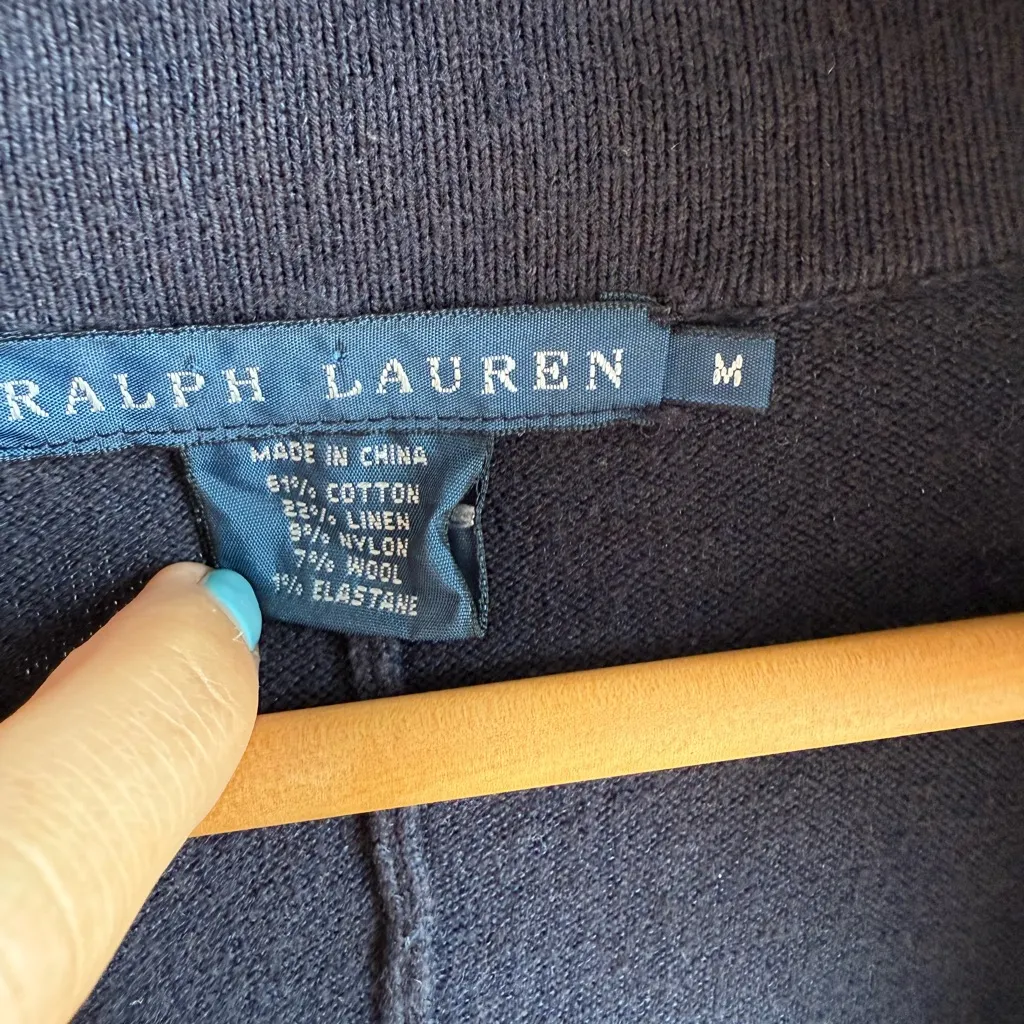 RALPH LAUREN M
MADE IN CHINA
61% COTTON
22% LINEN
9% NYLON
7% WOOL
1% ELASTANE